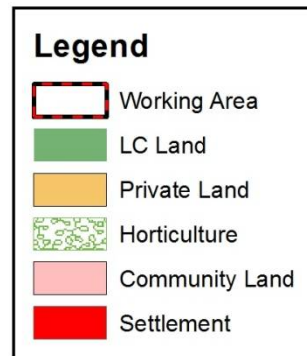 Legend
Working Area
LC Land
Private Land
Horticulture
Community Land
Settlement